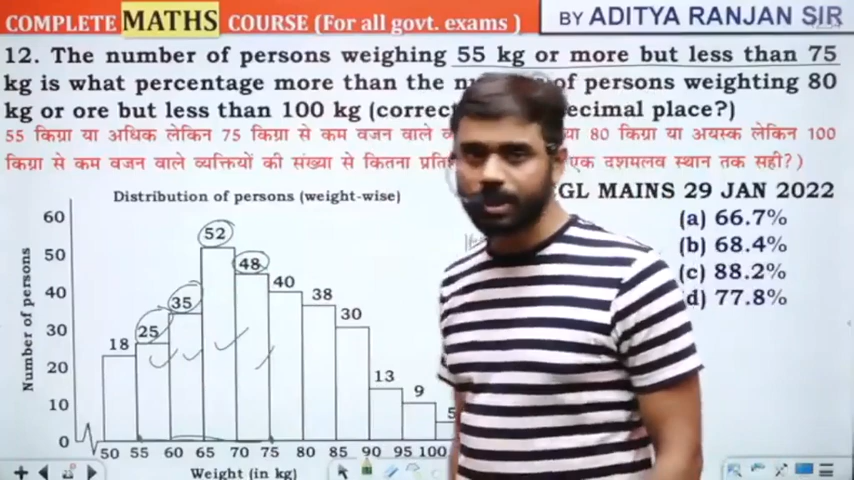 COMPLETE MATHS COURSE (For all govt. exams )
BY ADITYA RANJAN SIR
12. The number of persons weighing 55 kg or more but less than 75
kg is what percentage more than the of persons weighting 80
kg or ore but less than 100 kg (correct decimal place?)
55 किग्रा या अधिक लेकिन 75 किग्रा से कम वजन वाले 80 किग्रा या अयस्क लेकिन 100
किग्रा से कम वजन वाले व्यक्तियों की संख्या से कितना एक दशमलव स्थान तक सही?)
GL MAINS 29 JAN 2022
(a) 66.7%
(b) 68.4%
(c) 88.2%
d) 77.8%
Distribution of persons (weight-wise)
Number of persons
60
50
40
30
20
10
0
18 25 35 52 48 40 38 30 13 9 5
50 55 60 65 70 75 80 85 90 95 100
Weight (in kg)